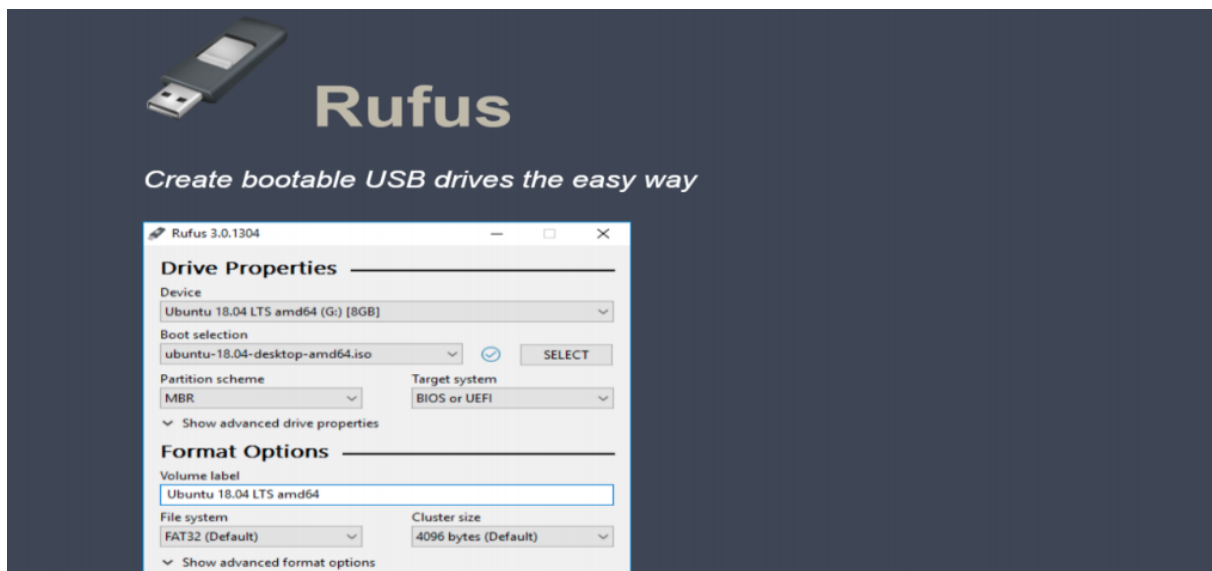 Rufus
Create bootable USB drives the easy way
Rufus 3.0.1304
Drive Properties
Device
Ubuntu 18.04 LTS amd64 (G:) [8GB]
Boot selection
ubuntu-18.04-desktop-amd64.iso SELECT
Partition scheme Target system
MBR BIOS or UEFI
Show advanced drive properties
Format Options
Volume label
Ubuntu 18.04 LTS amd64
File system Cluster size
FAT32 (Default) 4096 bytes (Default)
Show advanced format options